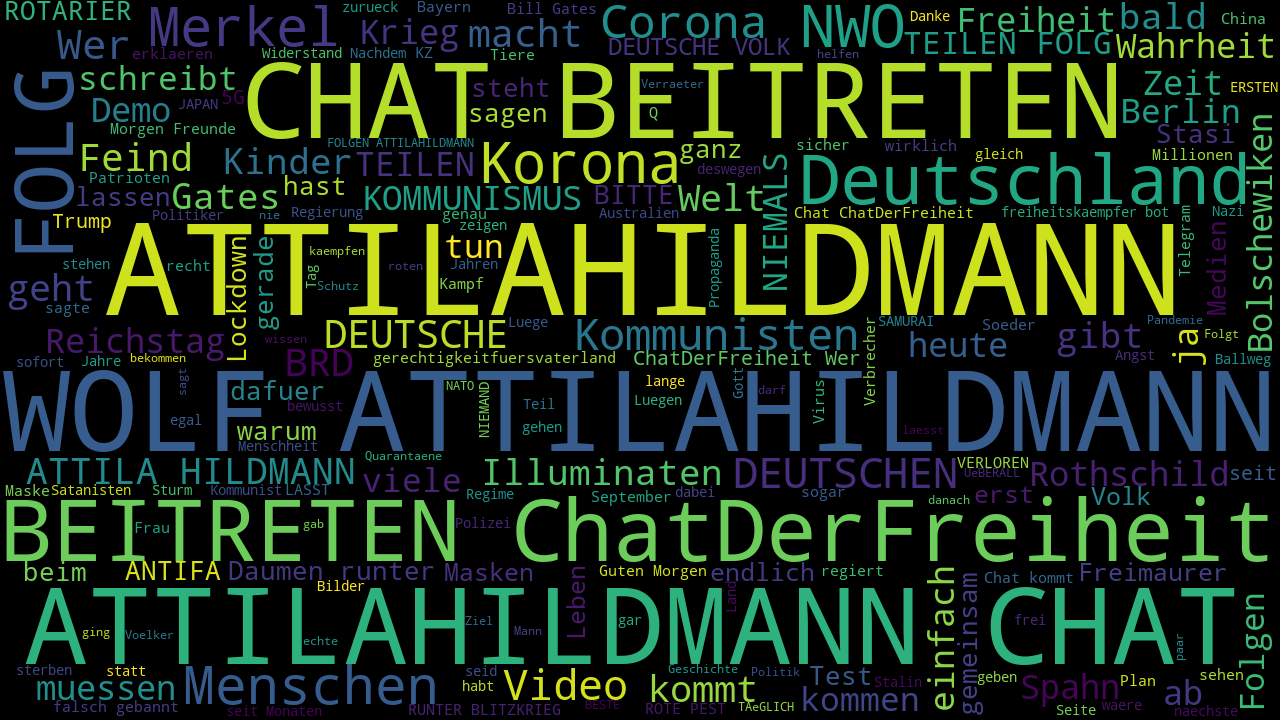 ROTARIER
zurueck Bayern Bill Gates
Merkel Krieg macht Corona NWO Danke Freiheit bald China
Wer erklaeren Widerstand Nachdem KZ Tiere DEUTSCHE VOLK helfen TEILEN FOLG Wahrheit
FOLG schreibt CHAT BEITRETEN steht Verraeter Zeit ERSTEN
Demo JAPAN 5G sagen Q Berlin
Morgen Freunde FOLGEN ATTILAHILDMANN Stasi
Feind Kinder TEILEN Korona ganz sicher wirklich gleich Millionen
Patrioten deswegen Deutschland
lassen Gates hast KOMMUNISMUS BITTE Welt NIEMALS Bolschewiken
Trump Politiker nie Regierung genau Australien Chat ChatDerFreiheit freiheitskaempfer bot Nazi
zeigen
ATTILAHILDMANN
stehen recht Lockdown gerade kaempfen tun Telegram Medien
Tag roten Jahren Propaganda
geht Schutz Kampf
sagte
Reichstag DEUTSCHE Luege Kommunisten SAMURAI Soeder gibt Pandemie Folgt
wissen Verbrecher heute ja
sofort Jahre bekommen BRD gerechtigkeitfuersvaterland ChatDerFreiheit Wer Angst Ballweg
WOLF ATTILAHILDMANN
sagt dafuer NATO lange Gott darf
bewusst NIEMAND Teil Luegen Virus
egal warum gehen laesst
Menschheit
Quarantaene
ATTILA HILDMANN viele Illuminaten DEUTSCHEN VERLOREN Rothschild seit
UeBERALL
Maske Satanisten Sturm Kommunist LASST Regime September dabei sogar danach erst Volk
BEITRETEN ChatDerFreiheit
Frau gab Polizei
beim ANTIFA Daumen runter Masken Guten Morgen endlich regiert Chat kommt Freimaurer
Bilder Leben Land einfach gemeinsam
ATTILAHILDMANN CHAT
ging Voelker echte Ziel Mann gar frei paar Folgen
sterben statt seid Geschichte Politik Test geben Plan sehen
muessen Menschen habt Video kommt kommen Stalin Spahn ab
falsch gebannt seit Monaten RUNTER BLITZKRIEG BESTE ROTE PEST TAeGLICH Seite waere naechste